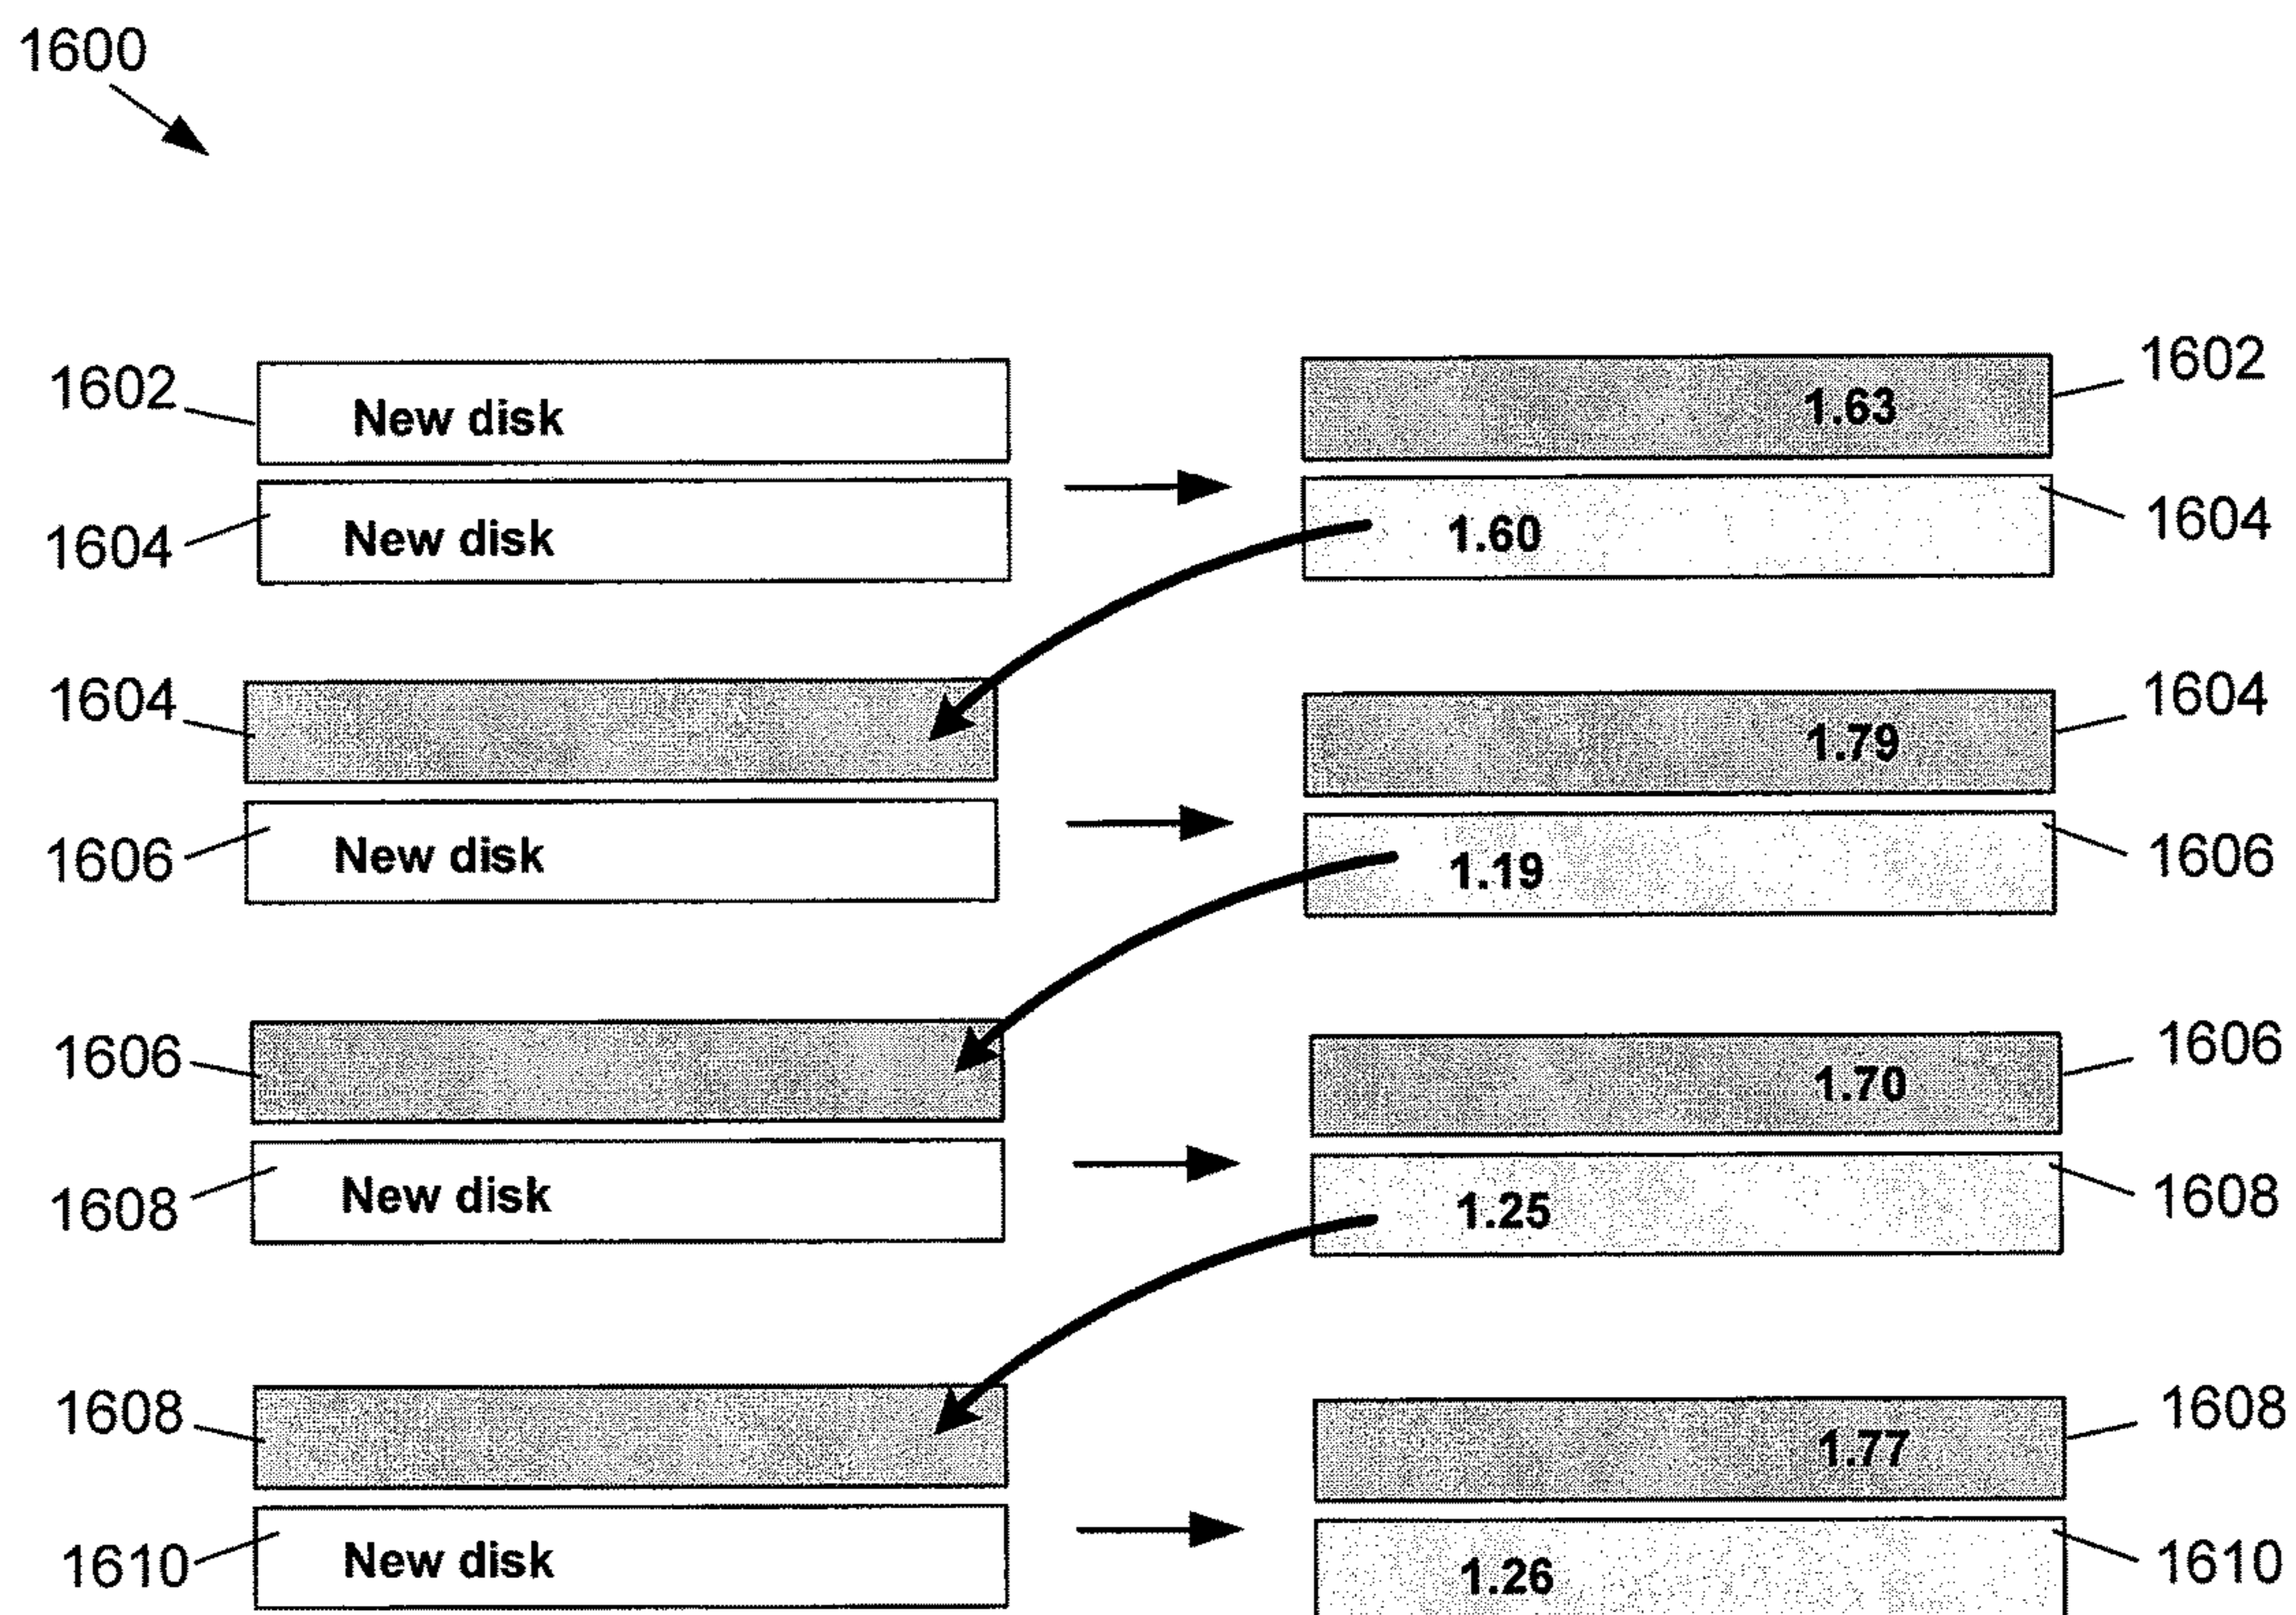 1600
1602 New disk 1.63 1602
1604 New disk 1.60 1604
1604 1.79 1604
1606 New disk 1.19 1606
1606 1.70 1606
1608 New disk 1.25 1608
1608 1.77 1608
1610 New disk 1.26 1610